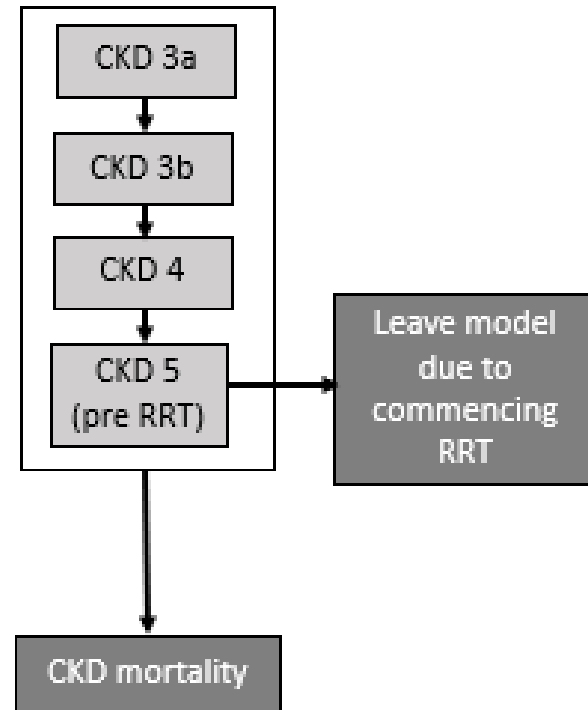 CKD 3a
CKD 3b
CKD 4
CKD 5
(pre RRT)
Leave model
due to
commencing
RRT
CKD mortality